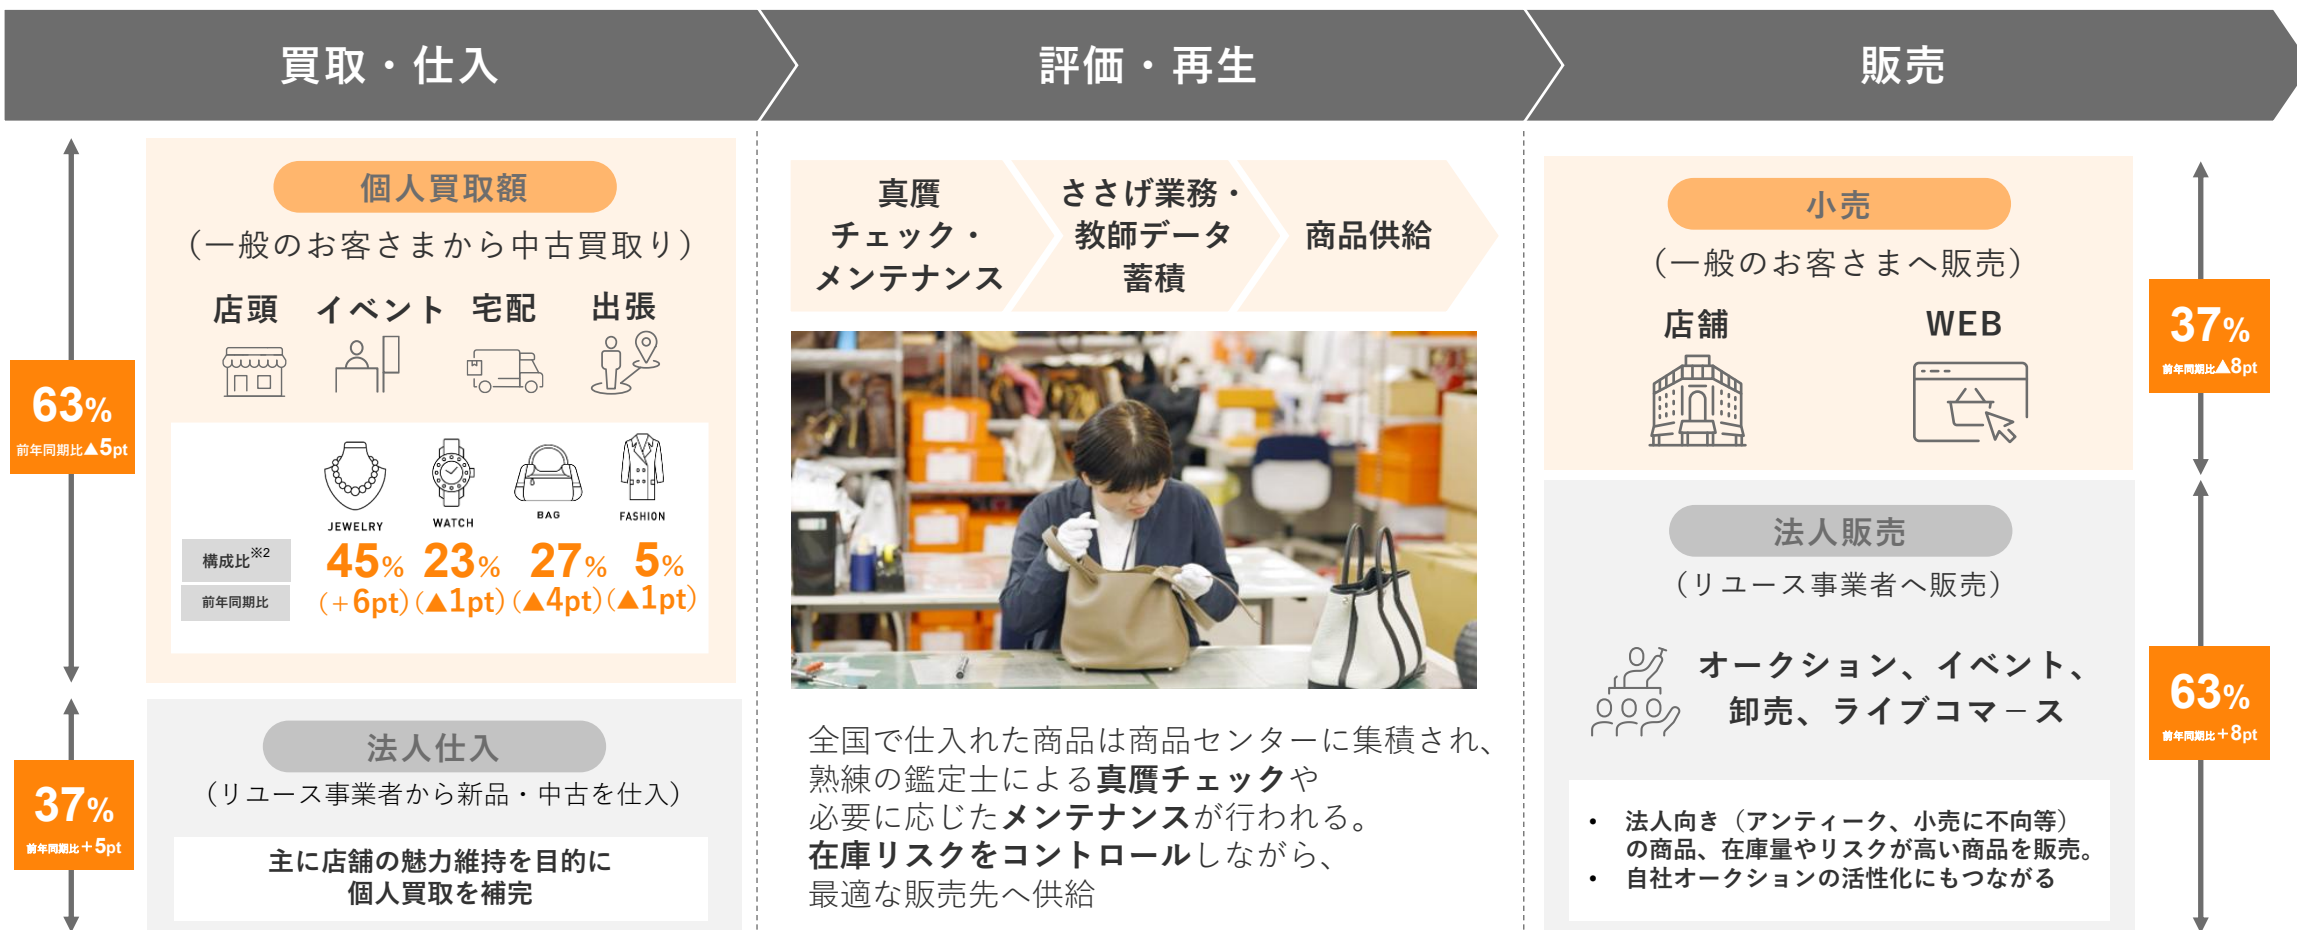 買取・仕入
評価・再生
販売
63%
前年同期比▲5pt
個人買取額
（一般のお客さまから中古買取り）
店頭 イベント 宅配 出張
JEWELRY WATCH BAG FASHION
構成比※2 45% 23% 27% 5%
前年同期比 (+6pt) (▲1pt) (▲4pt) (▲1pt)
37%
前年同期比+5pt
法人仕入
（リユース事業者から新品・中古を仕入）
主に店舗の魅力維持を目的に
個人買取を補完
真贋
チェック・
メンテナンス
ささげ業務・
教師データ
蓄積
商品供給
全国で仕入れた商品は商品センターに集積され、
熟練の鑑定士による真贋チェックや
必要に応じたメンテナンスが行われる。
在庫リスクをコントロールしながら、
最適な販売先へ供給
小売
（一般のお客さまへ販売）
店舗 WEB
37%
前年同期比▲8pt
法人販売
（リユース事業者へ販売）
オークション、イベント、
卸売、ライブコマース
63%
前年同期比+8pt
• 法人向き（アンティーク、小売に不向等）
の商品、在庫量やリスクが高い商品を販売。
• 自社オークションの活性化にもつながる